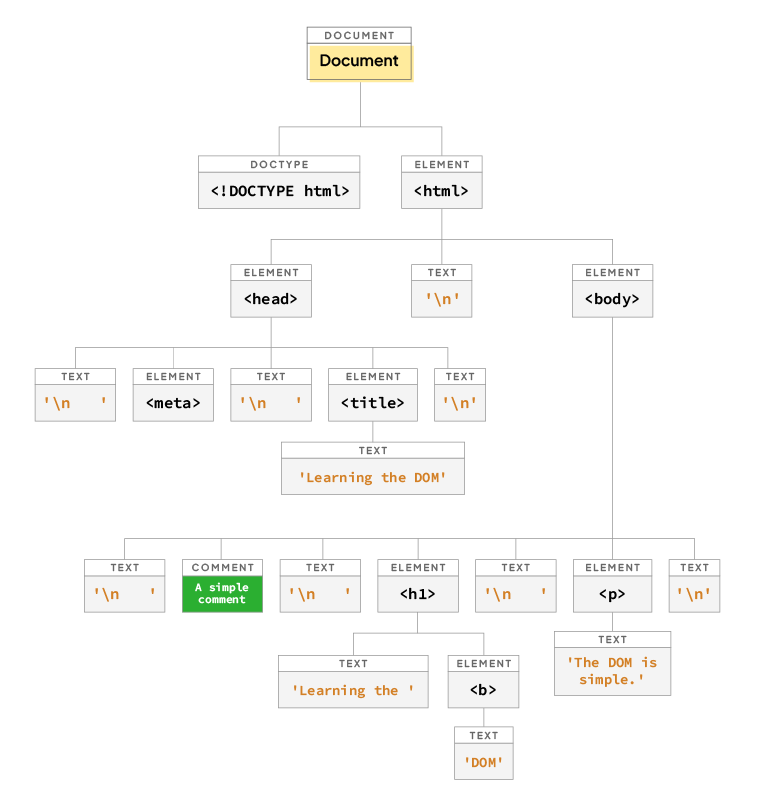 DOCUMENT
Document
DOCTYPE
<!DOCTYPE html>
ELEMENT
<html>
ELEMENT
<head>
TEXT
'\n'
ELEMENT
<body>
TEXT
'\n   '
ELEMENT
<meta>
TEXT
'\n   '
ELEMENT
<title>
TEXT
'\n'
TEXT
'Learning the DOM'
TEXT
'\n   '
COMMENT
A simple
comment
TEXT
'\n   '
ELEMENT
<h1>
TEXT
'\n   '
ELEMENT
<p>
TEXT
'\n'
TEXT
'Learning the '
ELEMENT
<b>
TEXT
'The DOM is
simple.'
TEXT
'DOM'